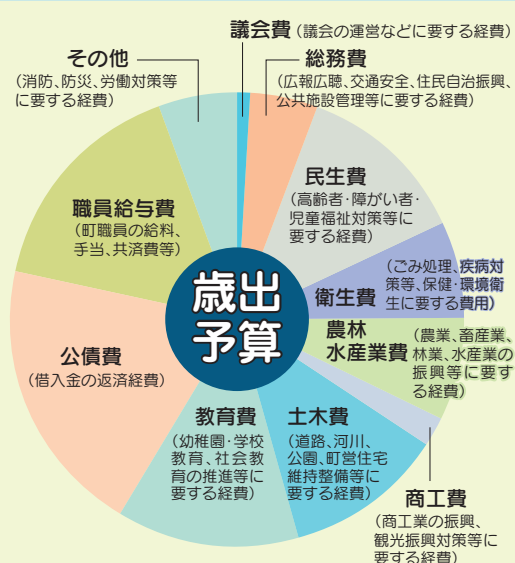 議会費(議会の運営などに要する経費)
総務費
(広報広聴、交通安全、住民自治振興、
公共施設管理等に要する経費)
民生費
(高齢者・障がい者・
児童福祉対策等に
要する経費)
衛生費
(ごみ処理、疾病対
策等、保健・環境衛
生に要する費用)
農林
水産業費
(農業、畜産業、
林業、水産業の
振興等に要す
る経費)
商工費
(商工業の振興、
観光振興対策等に
要する経費)
土木費
(道路、河川、
公園、町営住宅
維持整備等に
要する経費)
教育費
(幼稚園・学校
教育、社会教
育の推進等に
要する経費)
公債費
(借入金の返済経費)
職員給与費
(町職員の給料、
手当、共済費等)
その他
(消防、防災、労働対策等
に要する経費)
歳出
予算